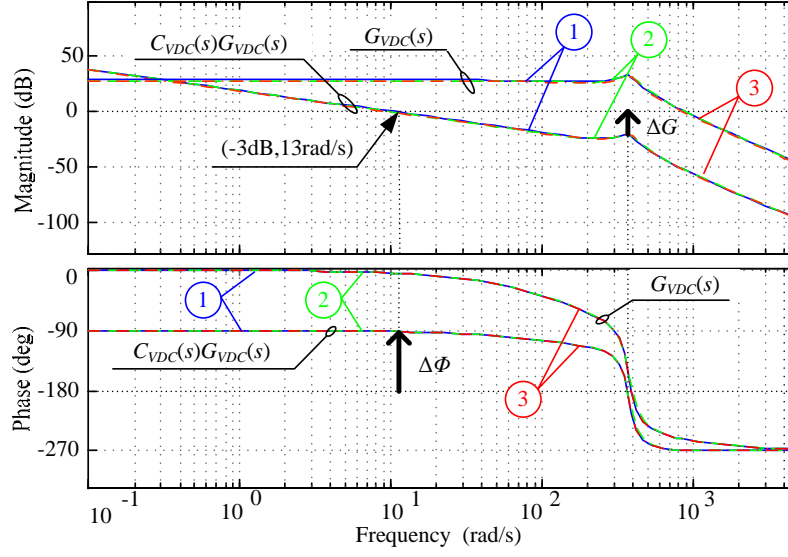 C_VDC(s)G_VDC(s) G_VDC(s) 1 2
50
0
3
ΔG
(-3dB,13rad/s)
-50
-100
Magnitude (dB)
0
1 2 G_VDC(s)
-90
C_VDC(s)G_VDC(s) ΔΦ
-180
3
-270
Phase (deg)
10^-1 10^0 10^1 10^2 10^3
Frequency (rad/s)